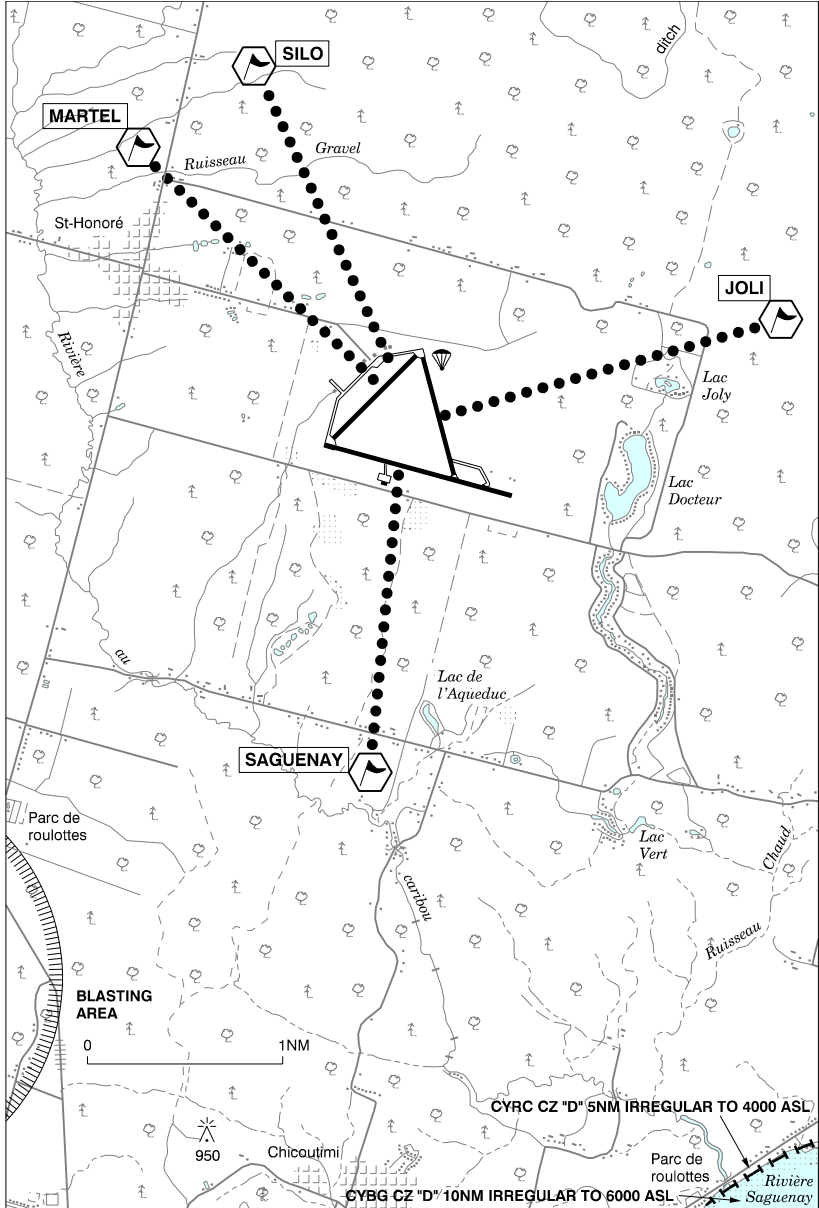 ditch
SILO
MARTEL
Gravel
Ruisseau
St-Honoré
JOLI
Rivière
Lac
Joly
Lac
Docteur
au
Lac de
l'Aqueduc
SAGUENAY
Parc de
roulottes
Lac
Vert
Chaud
caribou
Ruisseau
BLASTING
AREA
0
1NM
CYRC CZ "D" 5NM IRREGULAR TO 4000 ASL
950
Chicoutimi
Parc de
roulottes
Rivière
Saguenay
CYBG CZ "D" 10NM IRREGULAR TO 6000 ASL